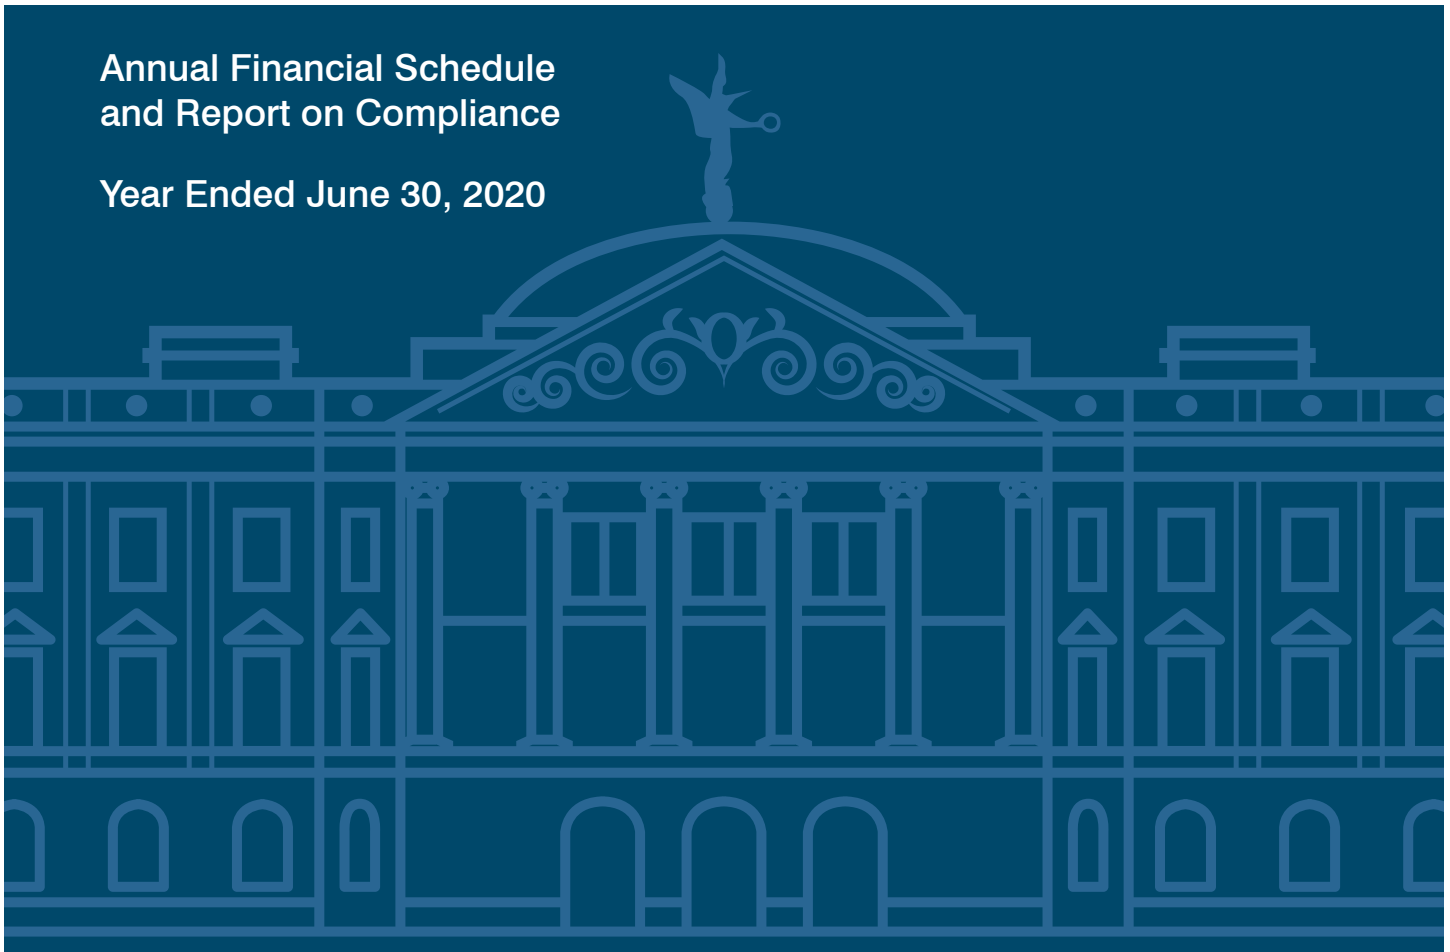 Annual Financial Schedule
and Report on Compliance
Year Ended June 30, 2020